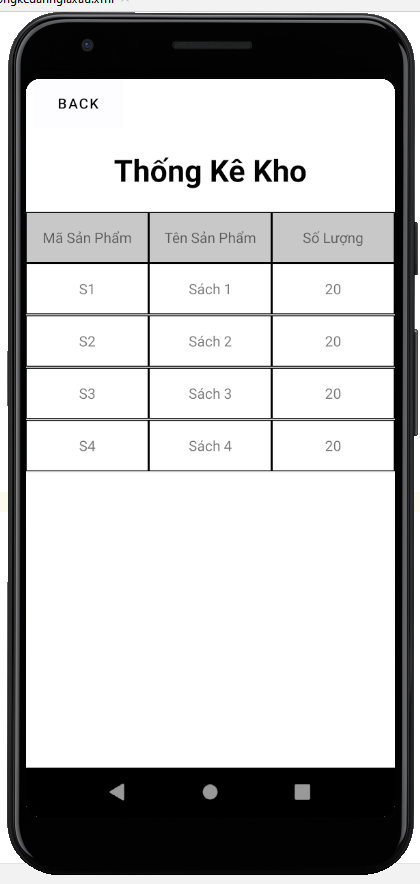 BACK
Thống Kê Kho
Mã Sản Phẩm Tên Sản Phẩm Số Lượng
S1 Sách 1 20
S2 Sách 2 20
S3 Sách 3 20
S4 Sách 4 20